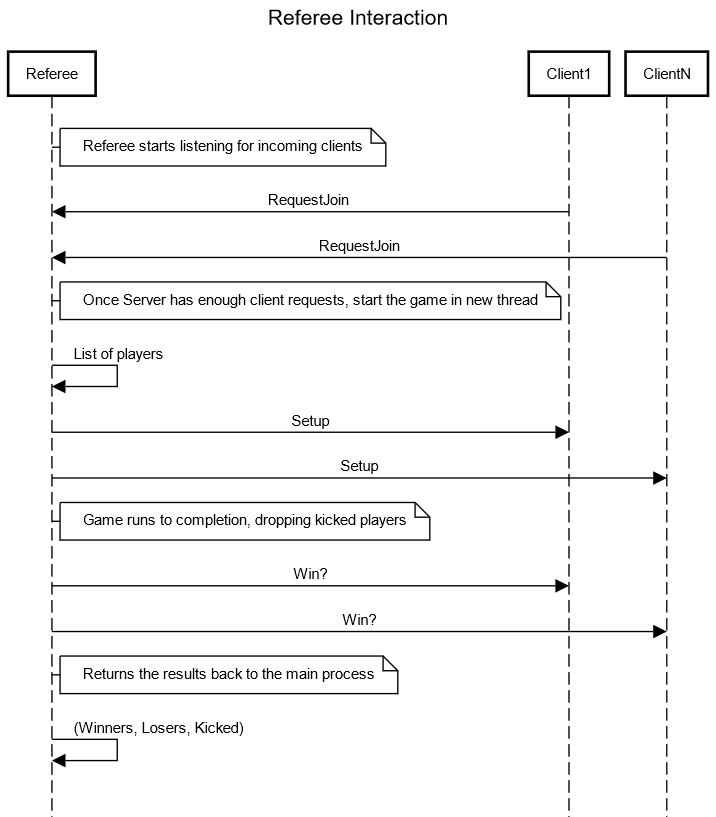 Referee Interaction
Referee
Client1
ClientN
Referee starts listening for incoming clients
RequestJoin
RequestJoin
Once Server has enough client requests, start the game in new thread
List of players
Setup
Setup
Game runs to completion, dropping kicked players
Win?
Win?
Returns the results back to the main process
(Winners, Losers, Kicked)